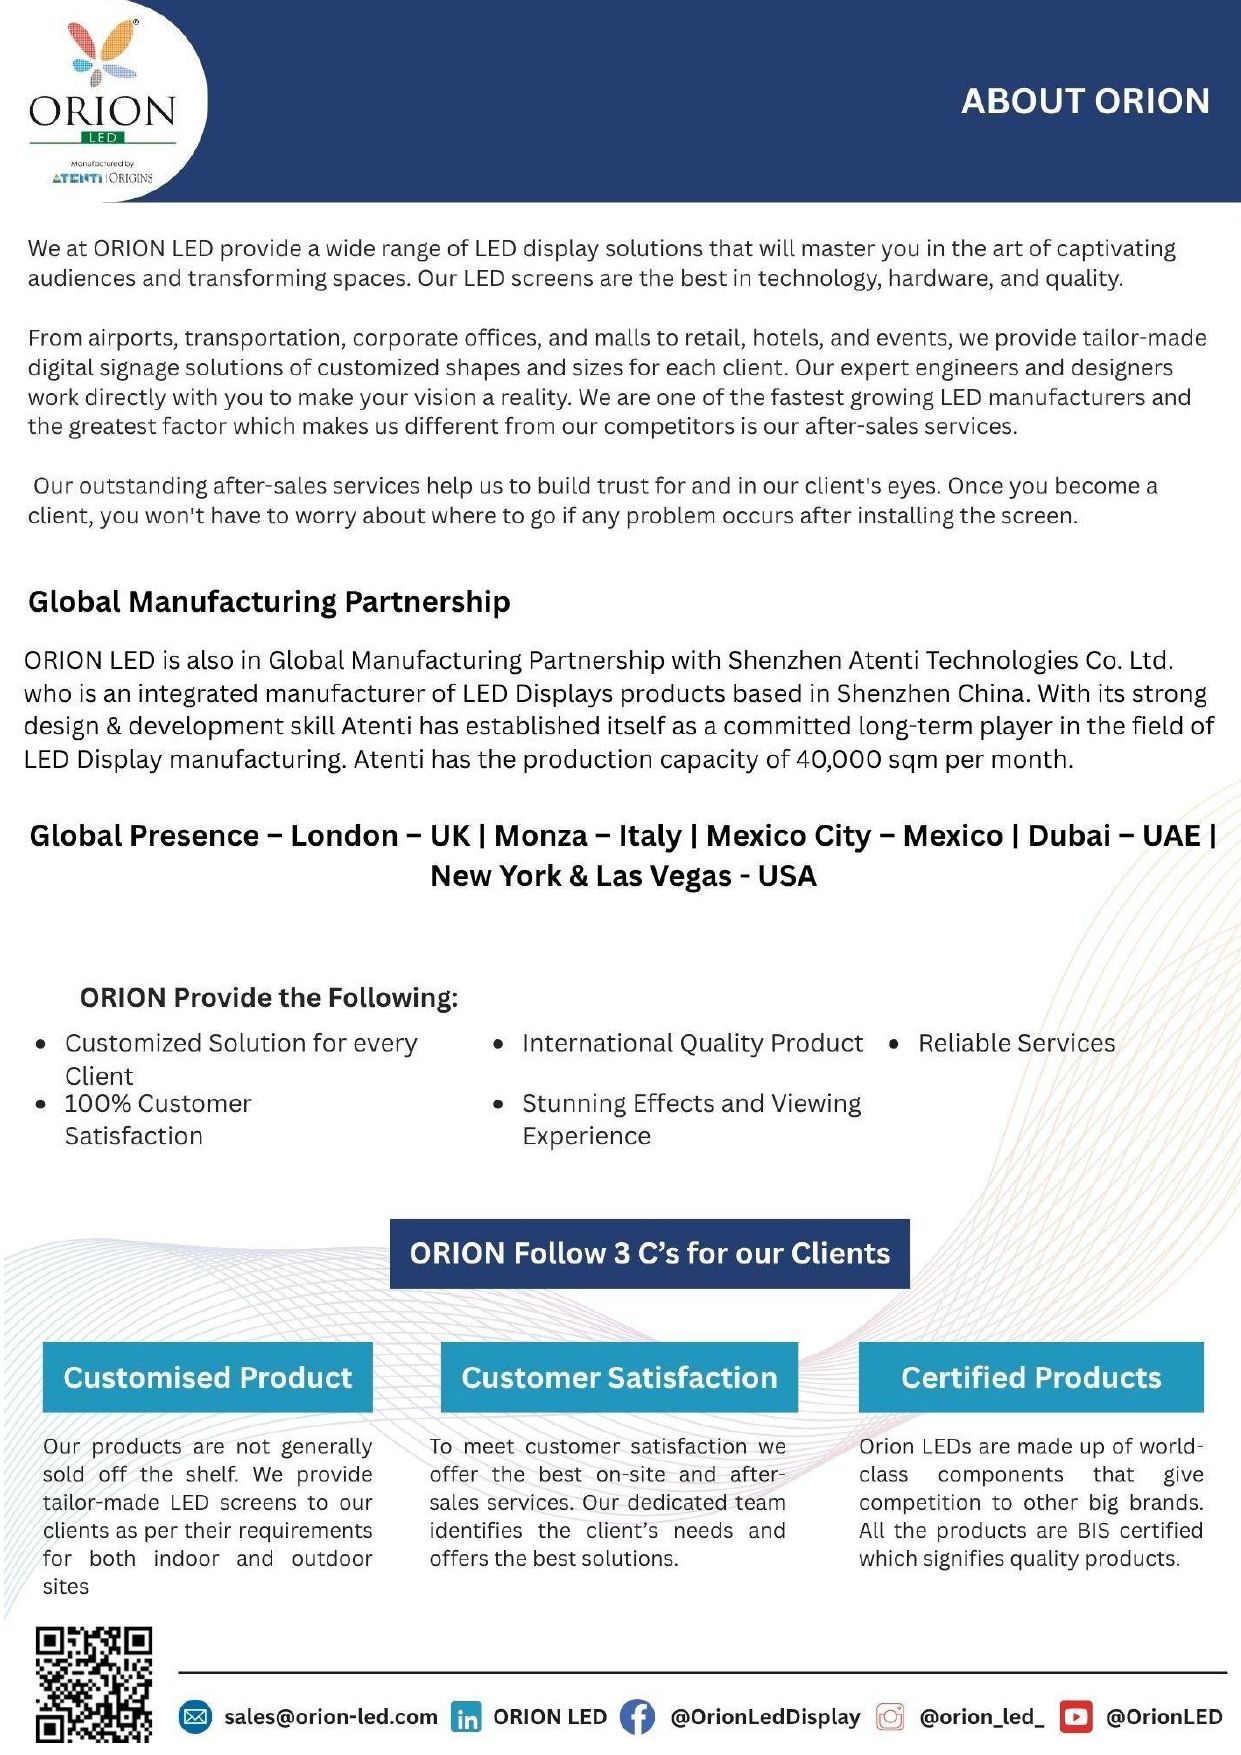 ORION
LED
Manufactured by
ATENTI | ORIGINS
ABOUT ORION
We at ORION LED provide a wide range of LED display solutions that will master you in the art of captivating
audiences and transforming spaces. Our LED screens are the best in technology, hardware, and quality.
From airports, transportation, corporate offices, and malls to retail, hotels, and events, we provide tailor-made
digital signage solutions of customized shapes and sizes for each client. Our expert engineers and designers
work directly with you to make your vision a reality. We are one of the fastest growing LED manufacturers and
the greatest factor which makes us different from our competitors is our after-sales services.
Our outstanding after-sales services help us to build trust for and in our client's eyes. Once you become a
client, you won't have to worry about where to go if any problem occurs after installing the screen.
Global Manufacturing Partnership
ORION LED is also in Global Manufacturing Partnership with Shenzhen Atenti Technologies Co. Ltd.
who is an integrated manufacturer of LED Displays products based in Shenzhen China. With its strong
design & development skill Atenti has established itself as a committed long-term player in the field of
LED Display manufacturing. Atenti has the production capacity of 40,000 sqm per month.
Global Presence – London – UK | Monza – Italy | Mexico City – Mexico | Dubai – UAE |
New York & Las Vegas - USA
ORION Provide the Following:
• Customized Solution for every
Client
• 100% Customer
Satisfaction
• International Quality Product
• Stunning Effects and Viewing
Experience
• Reliable Services
ORION Follow 3 C’s for our Clients
Customised Product
Our products are not generally
sold off the shelf. We provide
tailor-made LED screens to our
clients as per their requirements
for both indoor and outdoor
sites
Customer Satisfaction
To meet customer satisfaction we
offer the best on-site and after-
sales services. Our dedicated team
identifies the client’s needs and
offers the best solutions.
Certified Products
Orion LEDs are made up of world-
class components that give
competition to other big brands.
All the products are BIS certified
which signifies quality products.
sales@orion-led.com in ORION LED @OrionLedDisplay @orion_led_ @OrionLED